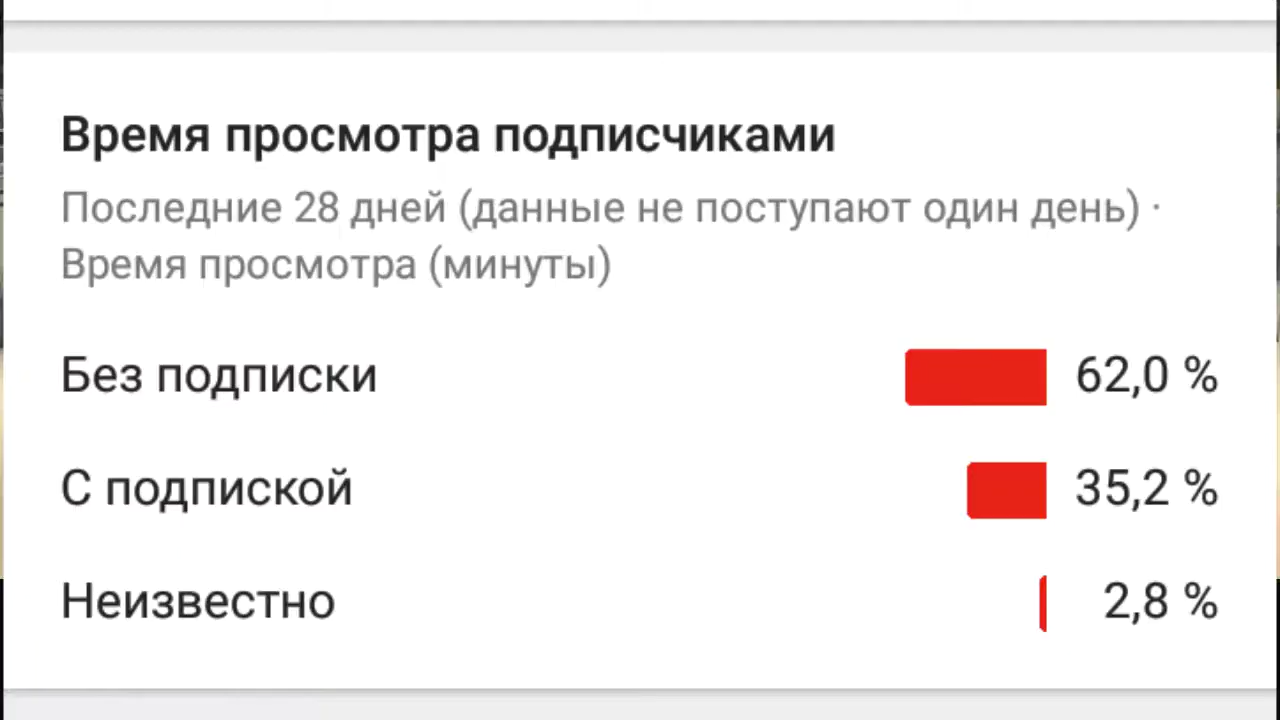 Время просмотра подписчиками
Последние 28 дней (данные не поступают один день) ·
Время просмотра (минуты)
Без подписки 62,0 %
С подпиской 35,2 %
Неизвестно 2,8 %